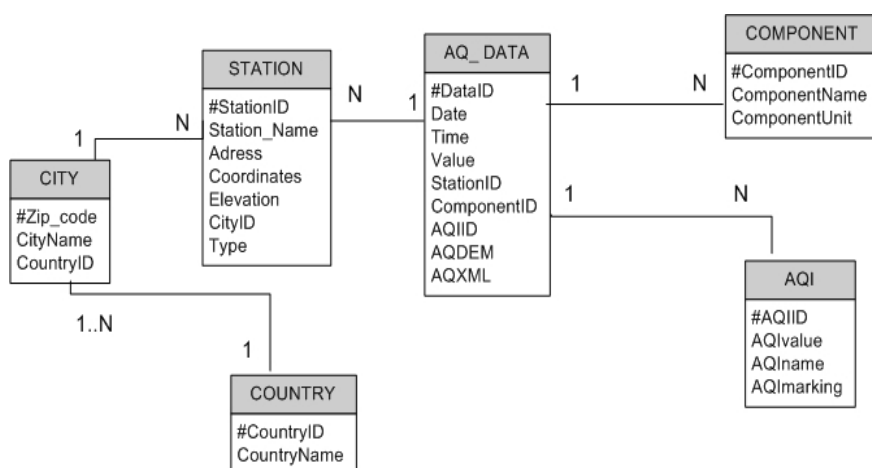 COMPONENT
#ComponentID
ComponentName
ComponentUnit
AQ_ DATA
#DataID
Date
Time
Value
StationID
ComponentID
AQIID
AQDEM
AQXML
STATION
#StationID
Station_Name
Adress
Coordinates
Elevation
CityID
Type
CITY
#Zip_code
CityName
CountryID
AQI
#AQIID
AQIvalue
AQIname
AQImarking
COUNTRY
#CountryID
CountryName
1
N
N
1
1
N
1
N
1..N
1